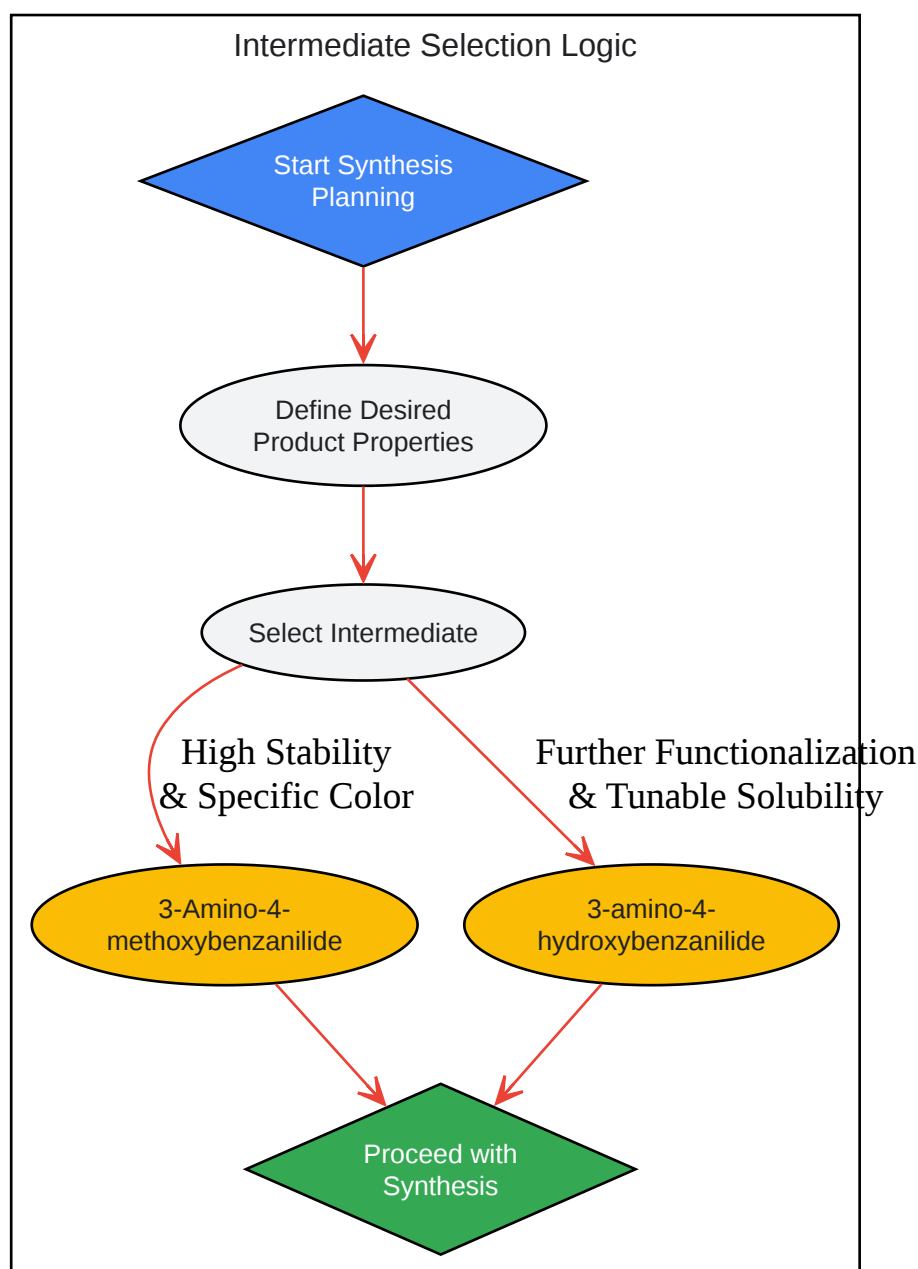 Intermediate Selection Logic
Start Synthesis
Planning
Define Desired
Product Properties
Select Intermediate
High Stability
& Specific Color
Further Functionalization
& Tunable Solubility
3-Amino-4-
methoxybenzanilide
3-amino-4-
hydroxybenzanilide
Proceed with
Synthesis